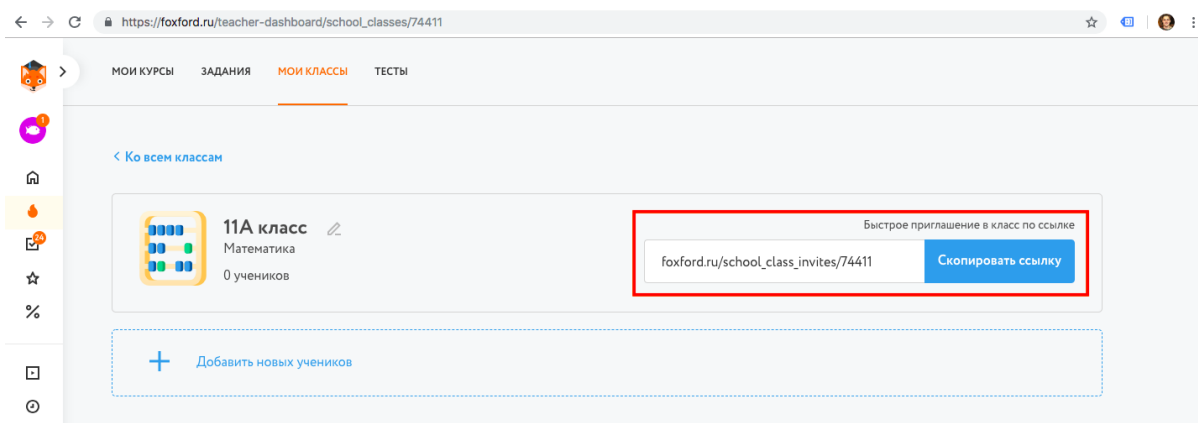 https://foxford.ru/teacher-dashboard/school_classes/74411
МОИ КУРСЫ ЗАДАНИЯ МОИ КЛАССЫ ТЕСТЫ
1
< Ко всем классам
11А класс
Математика
0 учеников
Быстрое приглашение в класс по ссылке
foxford.ru/school_class_invites/74411 Скопировать ссылку
24
Добавить новых учеников